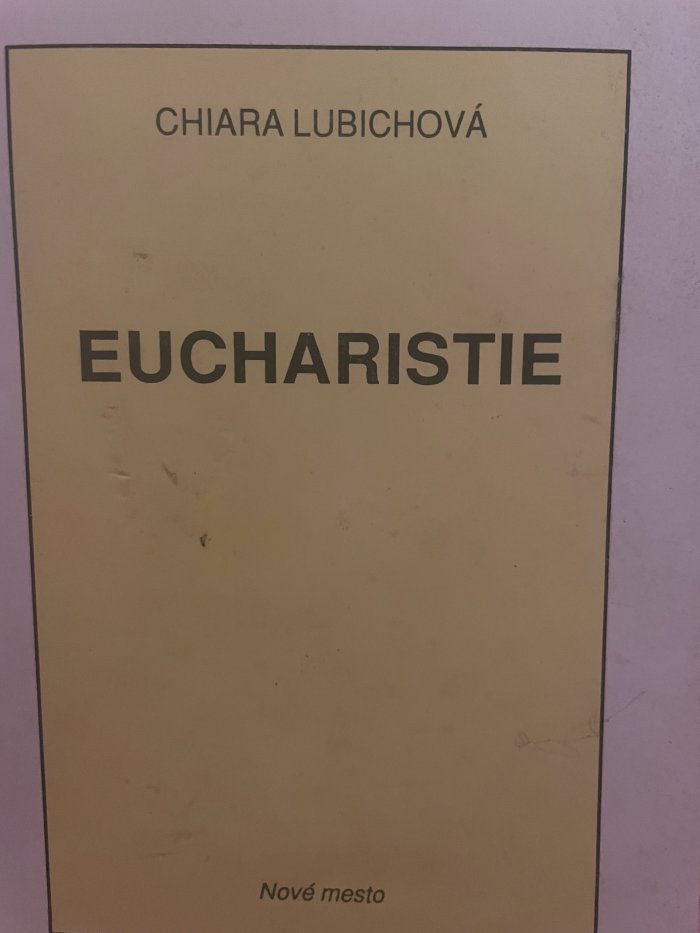 CHIARA LUBICHOVÁ
EUCHARISTIE
Nové mesto